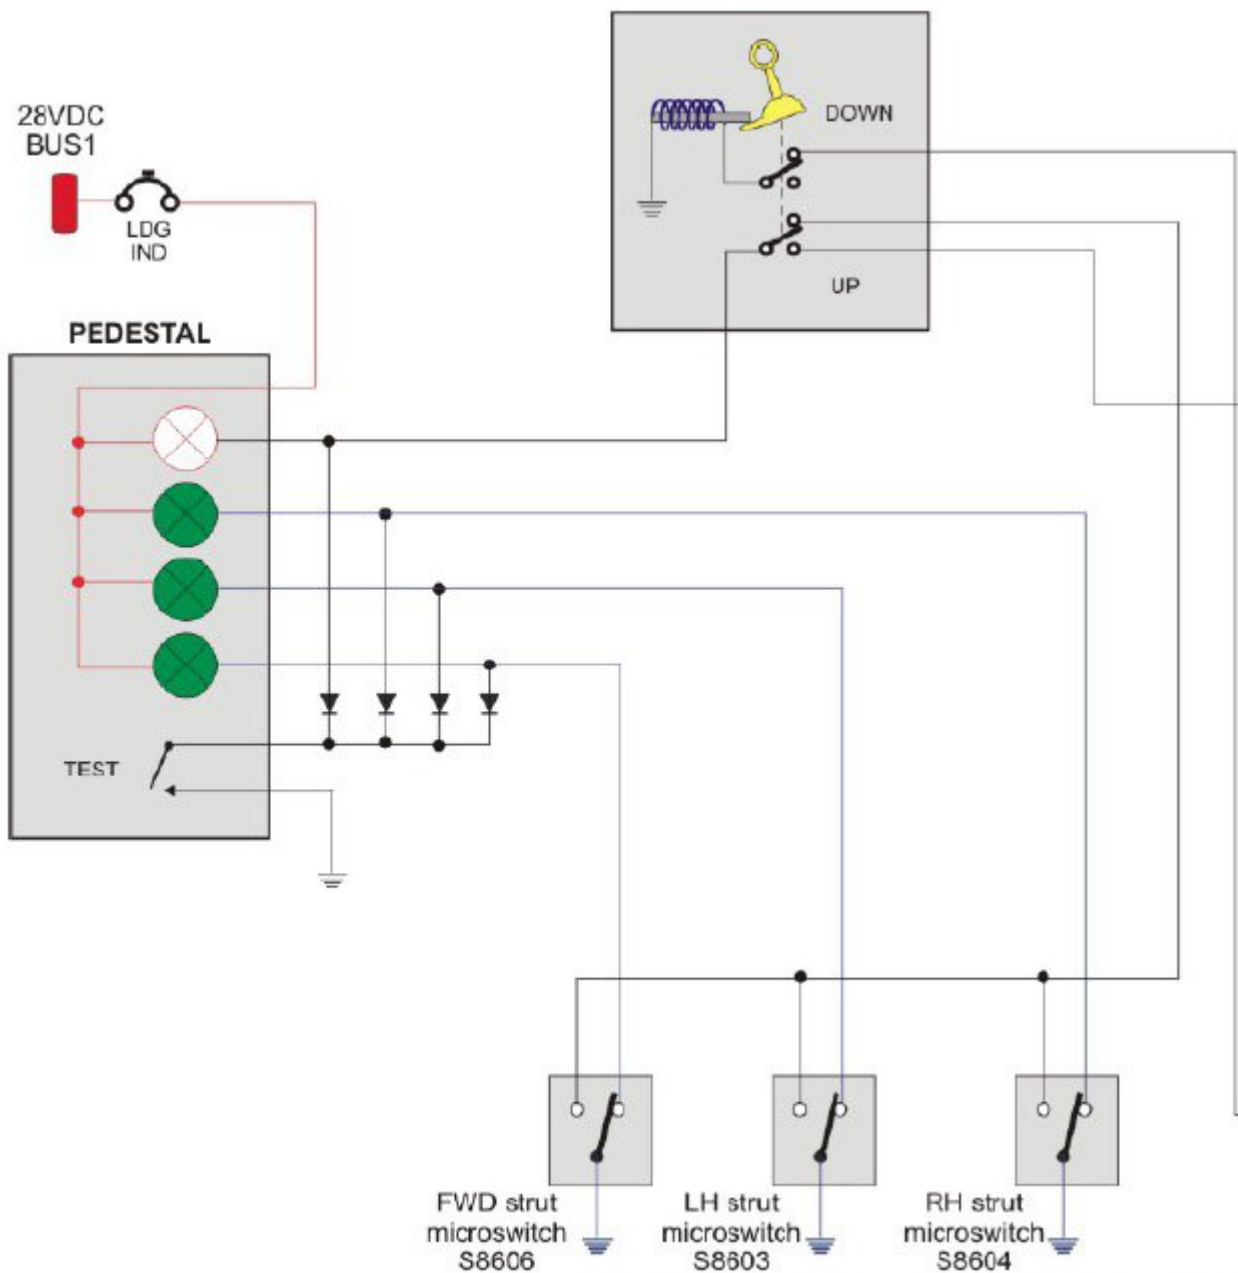 28VDC
BUS1
LDG
IND
DOWN
UP
PEDESTAL
TEST
FWD strut
microswitch
S8606
LH strut
microswitch
S8603
RH strut
microswitch
S8604